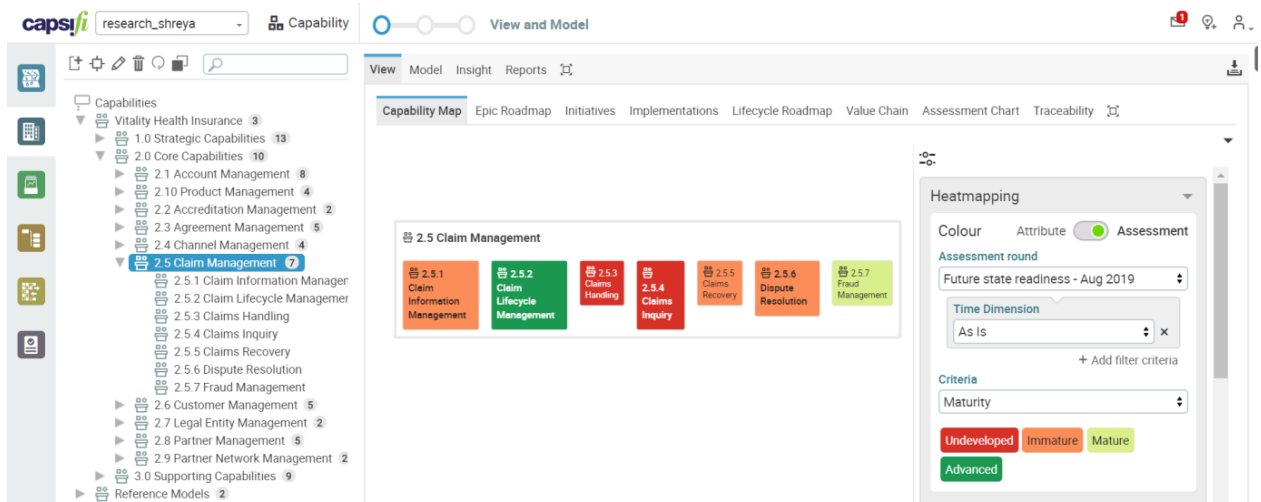 capsifi research_shreya Capability View and Model 1
View Model Insight Reports
Capabilities
Vitality Health Insurance 3
1.0 Strategic Capabilities 13
2.0 Core Capabilities 10
2.1 Account Management 8
2.10 Product Management 4
2.2 Accreditation Management 2
2.3 Agreement Management 5
2.4 Channel Management 4
2.5 Claim Management 7
2.5.1 Claim Information Managen
2.5.2 Claim Lifecycle Managemer
2.5.3 Claims Handling
2.5.4 Claims Inquiry
2.5.5 Claims Recovery
2.5.6 Dispute Resolution
2.5.7 Fraud Management
2.6 Customer Management 5
2.7 Legal Entity Management 2
2.8 Partner Management 5
2.9 Partner Network Management 2
3.0 Supporting Capabilities 9
Reference Models 2
Capability Map Epic Roadmap Initiatives Implementations Lifecycle Roadmap Value Chain Assessment Chart Traceability
2.5 Claim Management
2.5.1
Claim
Information
Management
2.5.2
Claim
Lifecycle
Management
2.5.3
Claims
Handling
2.5.4
Claims
Inquiry
2.5.5
Claims
Recovery
2.5.6
Dispute
Resolution
2.5.7
Fraud
Management
Heatmapping
Colour Attribute Assessment
Assessment round
Future state readiness - Aug 2019
Time Dimension
As Is ×
+ Add filter criteria
Criteria
Maturity
Undeveloped Immature Mature
Advanced